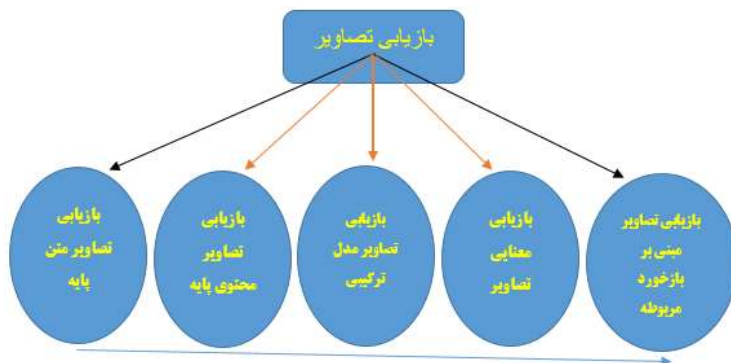 بازیابی تصاویر
بازیابی
تصاویر متن
پایه
بازیابی
تصاویر
محتوی پایه
بازیابی
تصاویر مدل
ترکیبی
بازیابی
معنایی
تصاویر
بازیابی تصاویر
مبنی بر
بازخورد
مربوطه